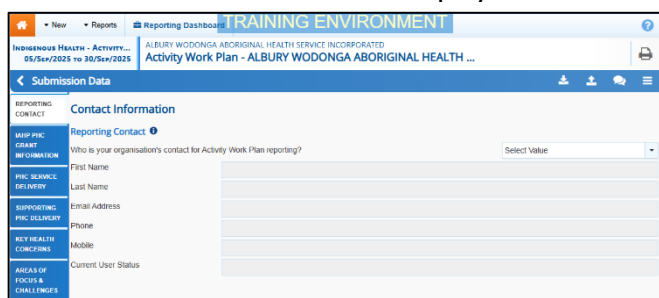 New Reports Reporting Dashboard TRAINING ENVIRONMENT
INDIGENOUS HEALTH - ACTIVITY...
05/SEP/2025 TO 30/SEP/2025
ALBURY WODONGA ABORIGINAL HEALTH SERVICE INCORPORATED
Activity Work Plan - ALBURY WODONGA ABORIGINAL HEALTH ...
Submission Data
REPORTING
CONTACT
IAHP PHC
GRANT
INFORMATION
PHC SERVICE
DELIVERY
SUPPORTING
PHC DELIVERY
KEY HEALTH
CONCERNS
AREAS OF
FOCUS &
CHALLENGES
Contact Information
Reporting Contact
Who is your organisation's contact for Activity Work Plan reporting? Select Value
First Name
Last Name
Email Address
Phone
Mobile
Current User Status